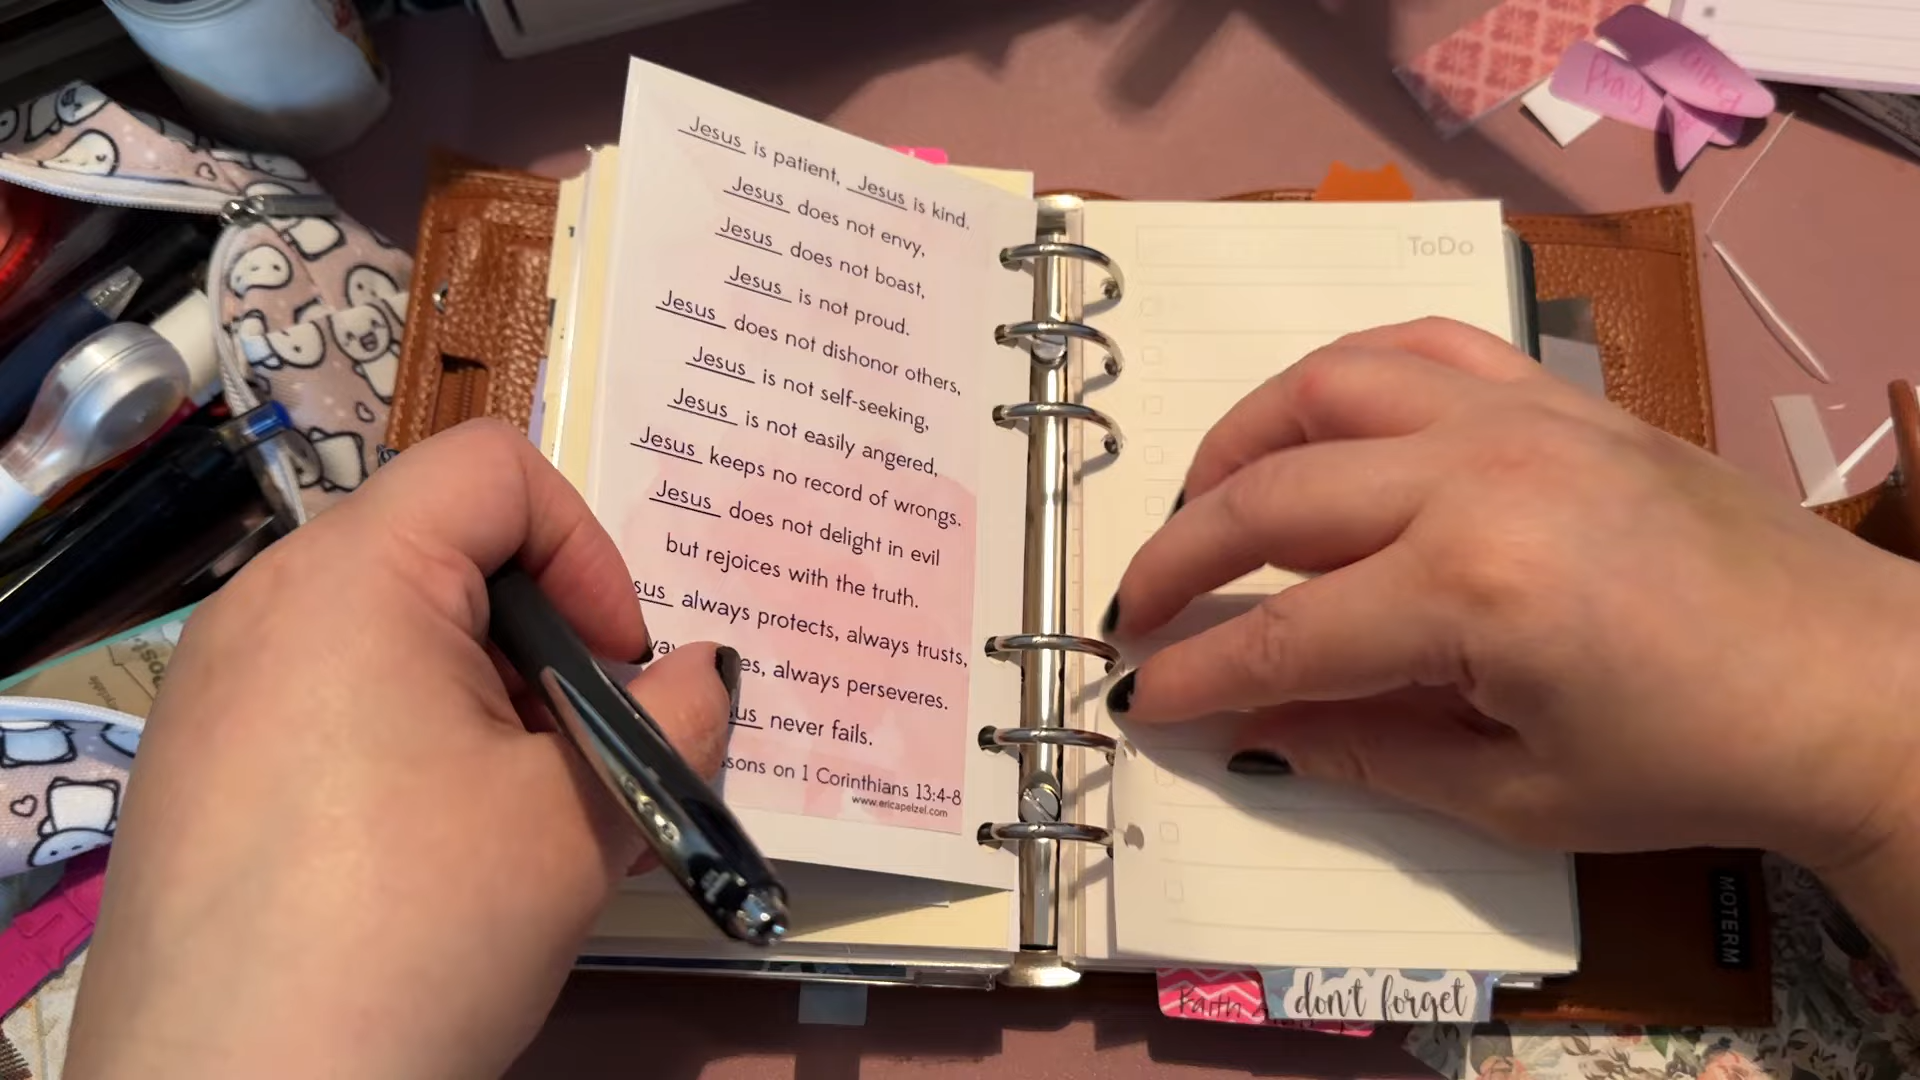 Jesus is patient, Jesus is kind.
Jesus does not envy,
Jesus does not boast,
Jesus is not proud.
Jesus does not dishonor others,
Jesus is not self-seeking,
Jesus is not easily angered,
Jesus keeps no record of wrongs.
Jesus does not delight in evil
but rejoices with the truth.
sus always protects, always trusts,
es, always perseveres.
us never fails.
ssons on 1 Corinthians 13:4-8
www.ericapelzel.com
ToDo
Pray
MOTERM
Faith
don't forget